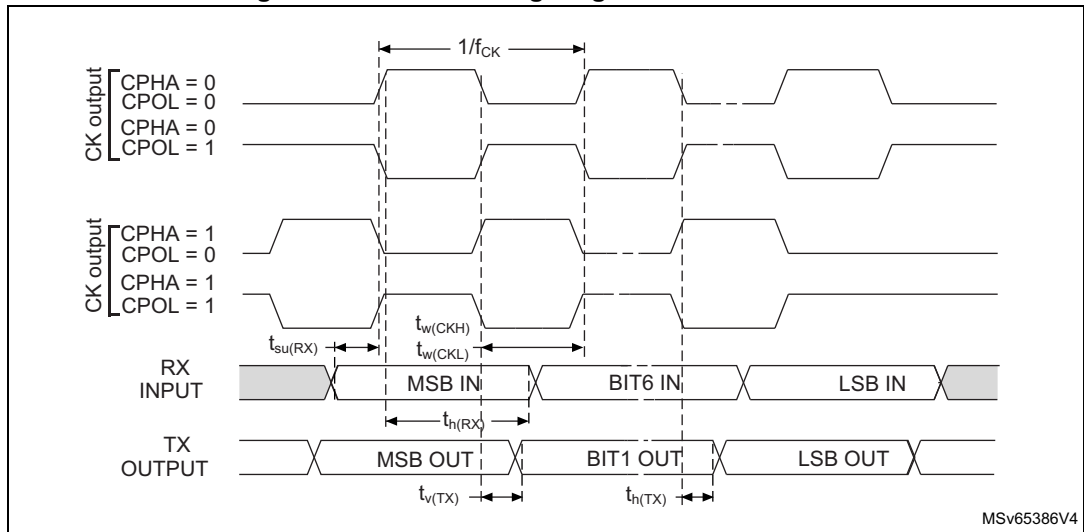 1/fCK
CK output
CPHA = 0
CPOL = 0
CPHA = 0
CPOL = 1
CK output
CPHA = 1
CPOL = 0
CPHA = 1
CPOL = 1
tw(CKH)
tw(CKL)
tsu(RX)
RX
INPUT
MSB IN
BIT6 IN
LSB IN
th(RX)
TX
OUTPUT
MSB OUT
BIT1 OUT
LSB OUT
tv(TX)
th(TX)
MSv65386V4